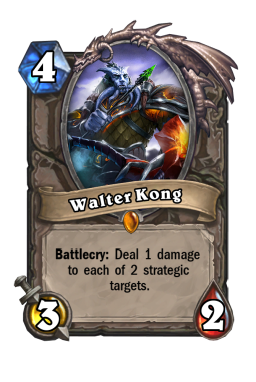 4
Walter Kong
Battlecry: Deal 1 damage
to each of 2 strategic
targets.
3
2